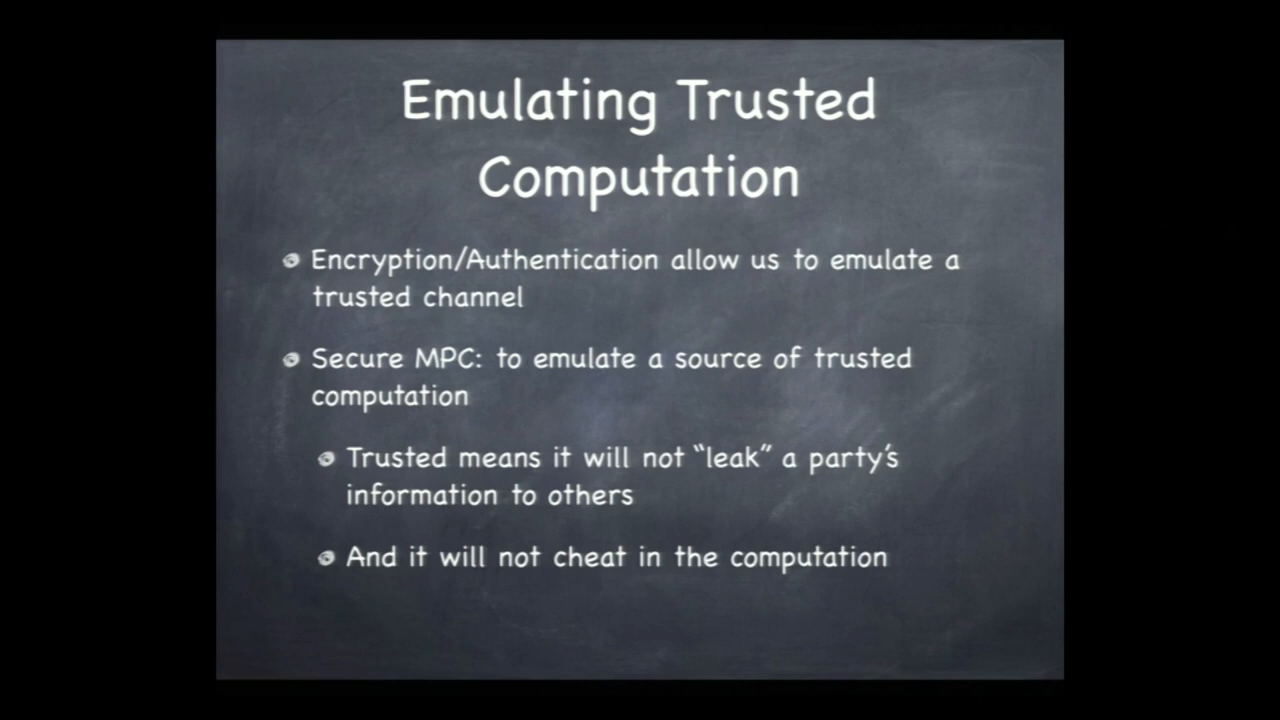 Emulating Trusted
Computation
Encryption/Authentication allow us to emulate a
trusted channel
Secure MPC: to emulate a source of trusted
computation
Trusted means it will not “leak” a party’s
information to others
And it will not cheat in the computation